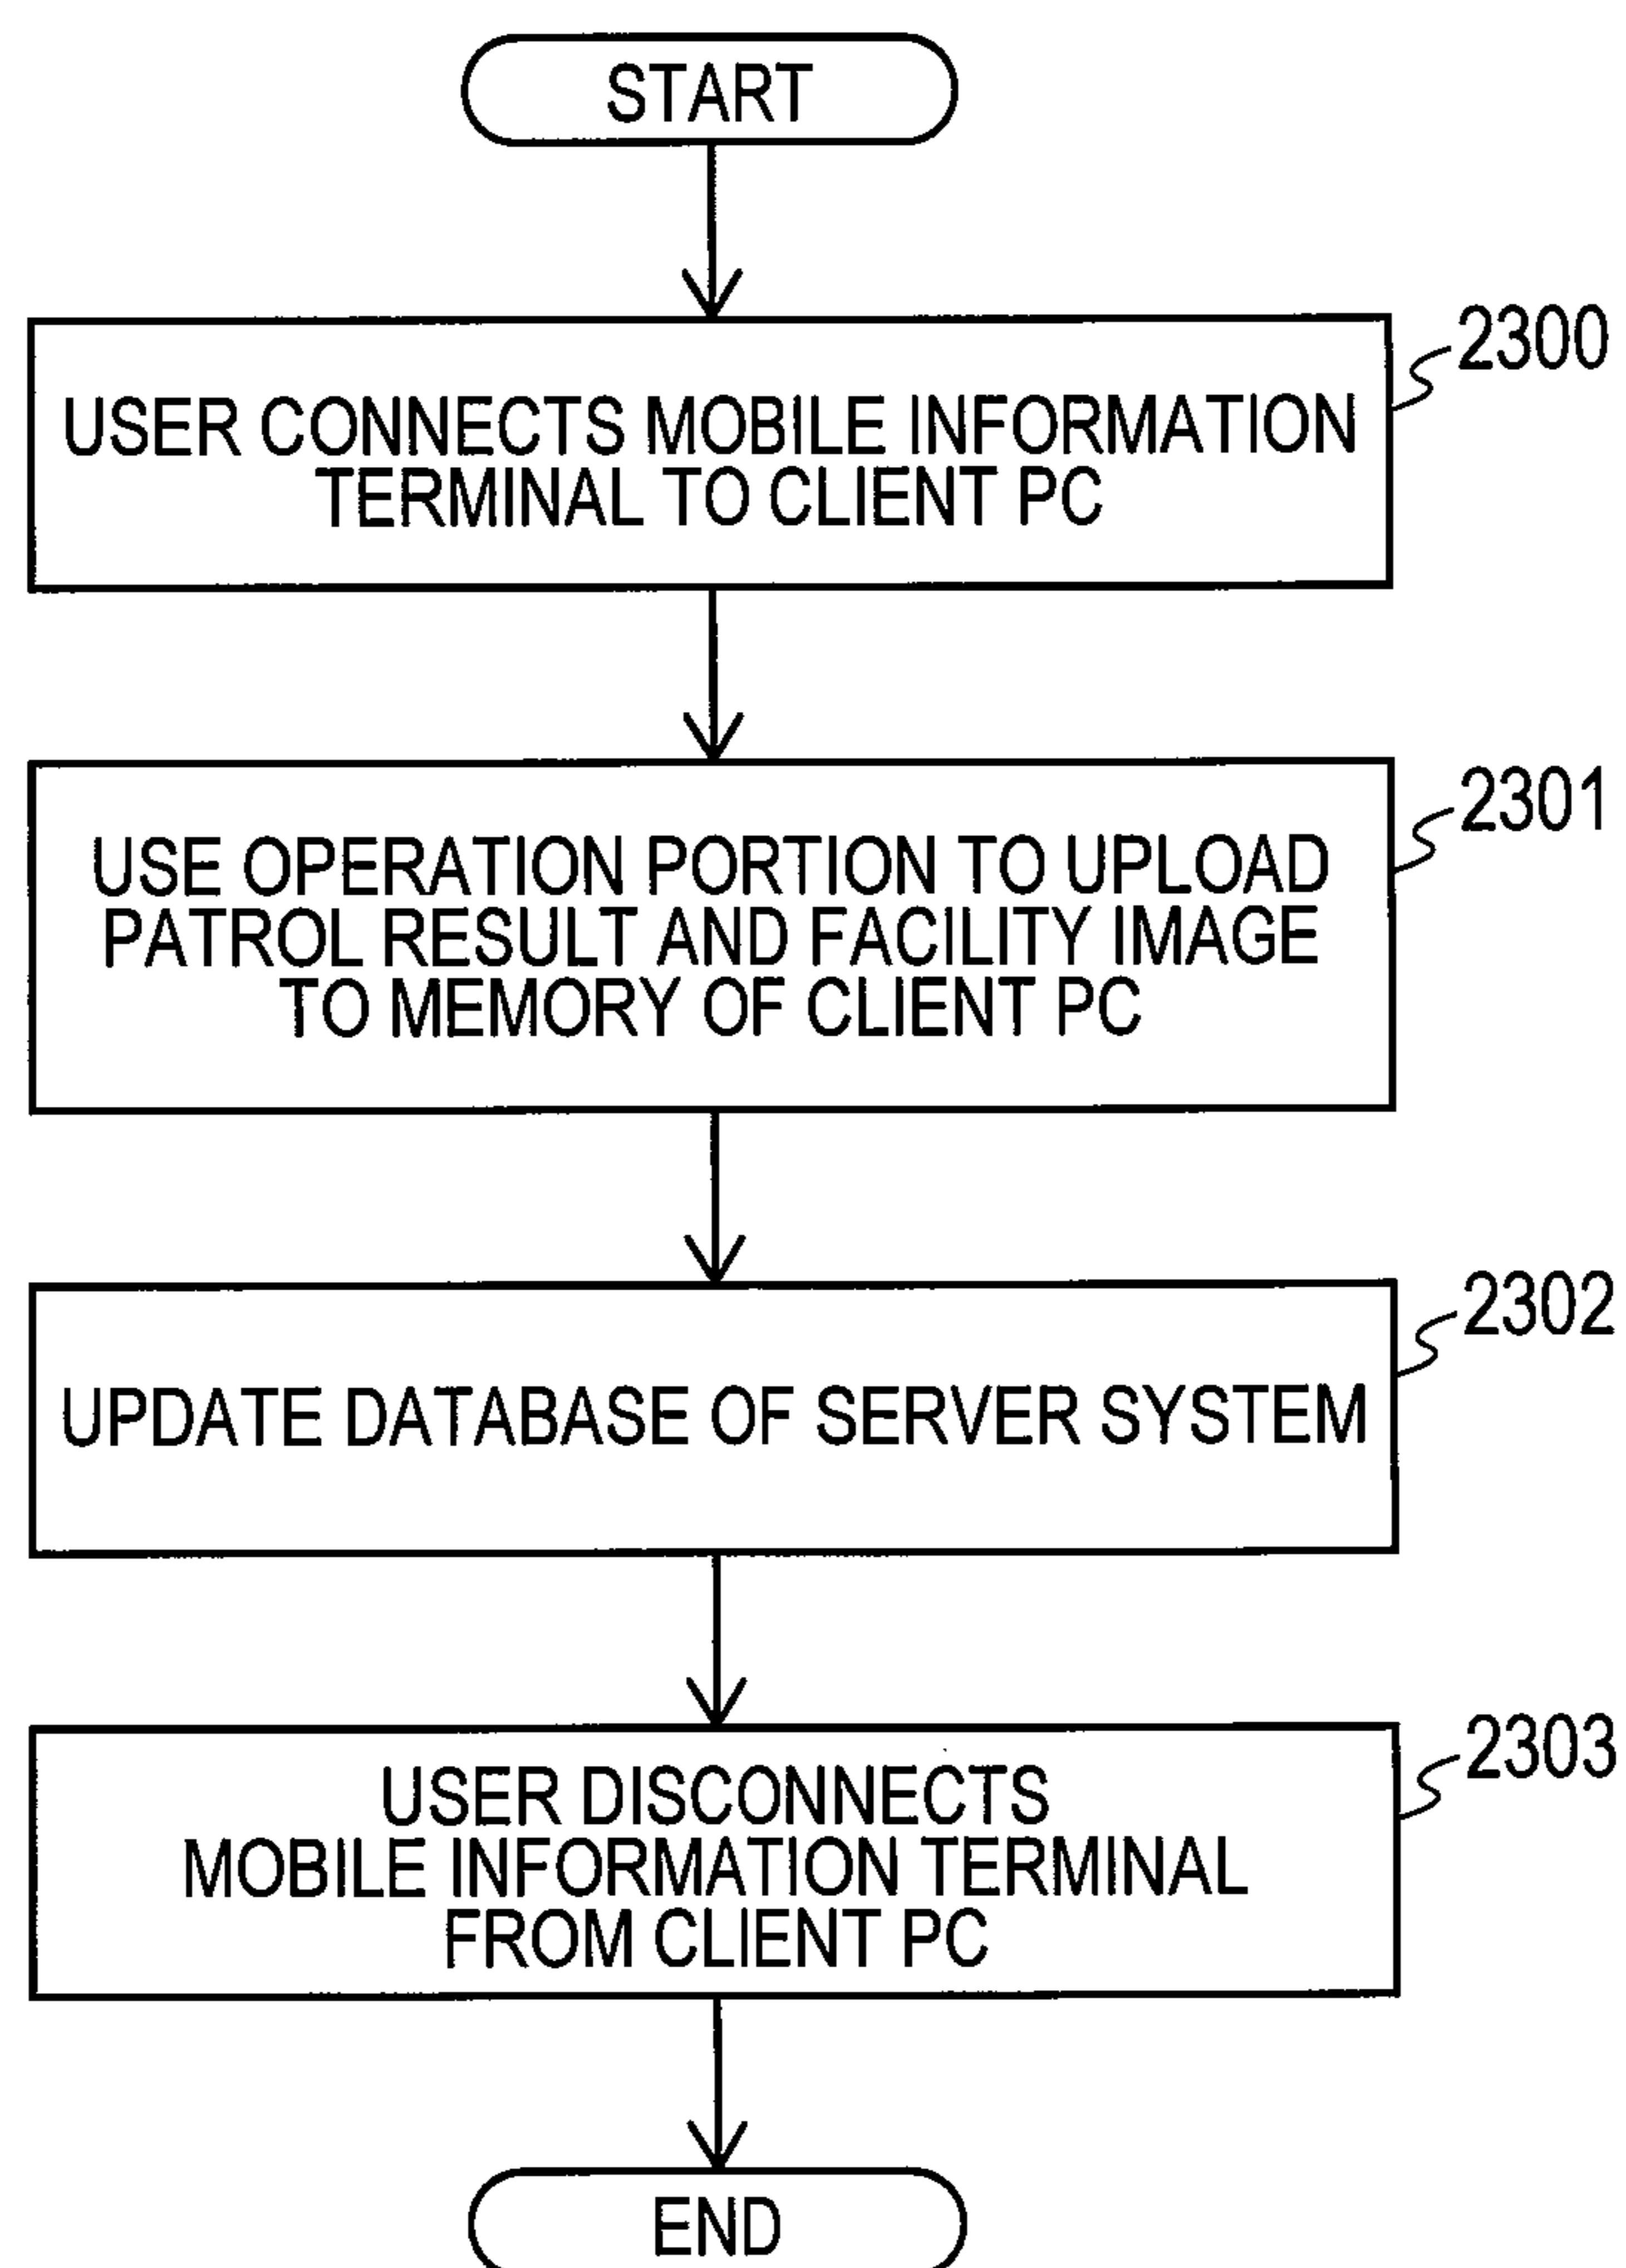 START
2300
USER CONNECTS MOBILE INFORMATION
TERMINAL TO CLIENT PC
2301
USE OPERATION PORTION TO UPLOAD
PATROL RESULT AND FACILITY IMAGE
TO MEMORY OF CLIENT PC
2302
UPDATE DATABASE OF SERVER SYSTEM
2303
USER DISCONNECTS
MOBILE INFORMATION TERMINAL
FROM CLIENT PC
END